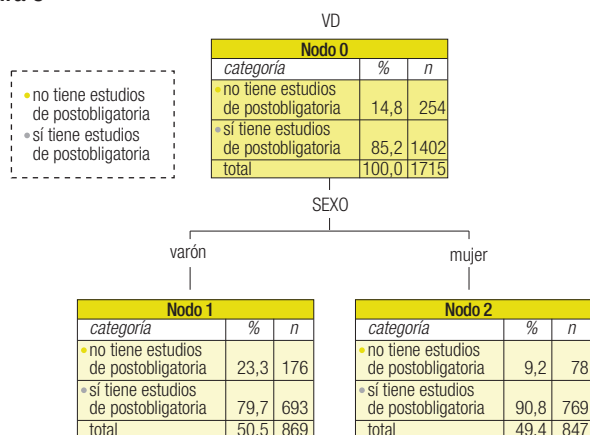 VD
Nodo 0
categoría % n
no tiene estudios
de postobligatoria 14,8 254
sí tiene estudios
de postobligatoria 85,2 1402
total 100,0 1715
no tiene estudios
de postobligatoria
sí tiene estudios
de postobligatoria
SEXO
varón
mujer
Nodo 1
categoría % n
no tiene estudios
de postobligatoria 23,3 176
sí tiene estudios
de postobligatoria 79,7 693
total 50,5 869
Nodo 2
categoría % n
no tiene estudios
de postobligatoria 9,2 78
sí tiene estudios
de postobligatoria 90,8 769
total 49,4 847